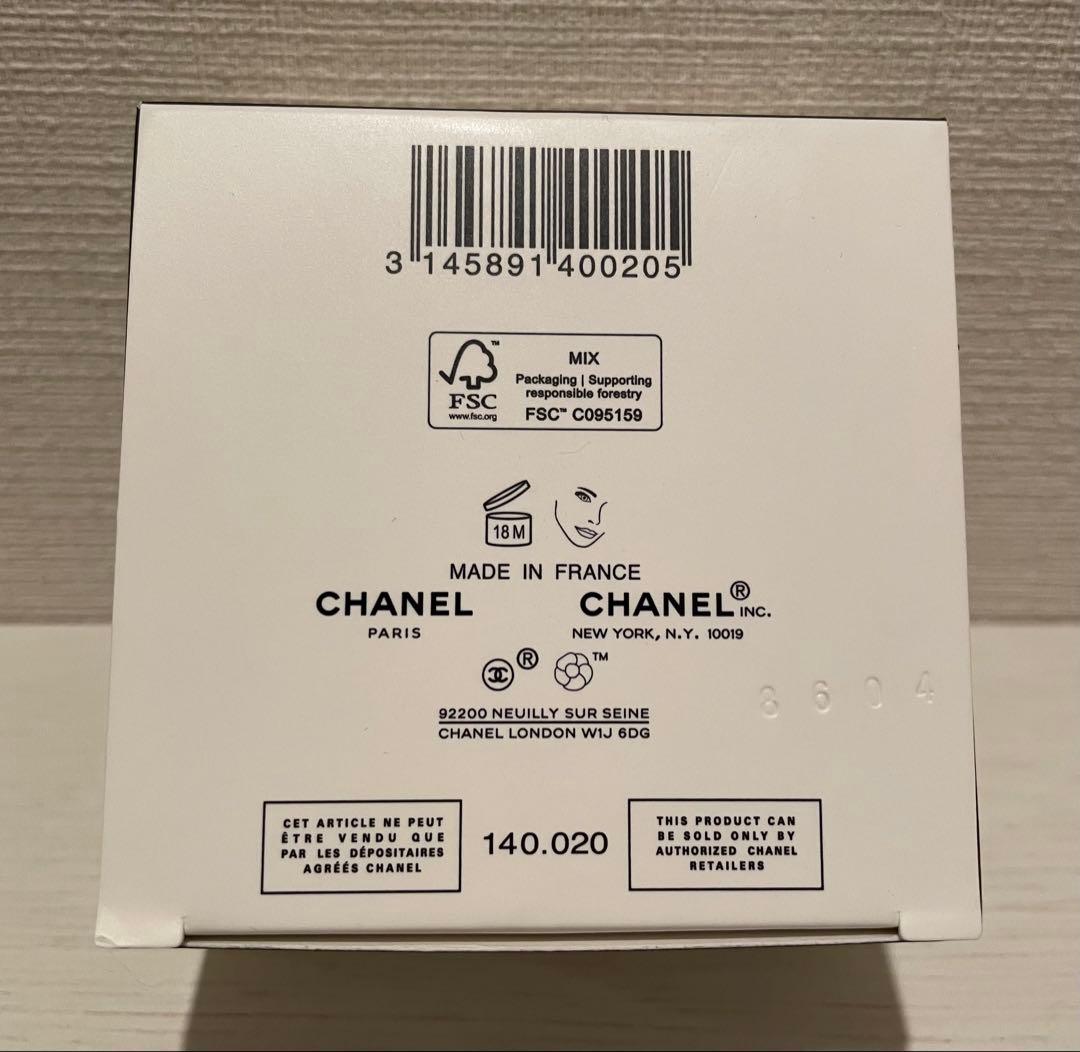 3 145891 400205
FSC™
www.fsc.org
MIX
Packaging | Supporting
responsible forestry
FSC™ C095159
18 M
MADE IN FRANCE
CHANEL
PARIS
CHANEL® INC.
NEW YORK, N.Y. 10019
® ™
92200 NEUILLY SUR SEINE
CHANEL LONDON W1J 6DG
8604
CET ARTICLE NE PEUT
ÊTRE VENDU QUE
PAR LES DÉPOSITAIRES
AGRÉÉS CHANEL
140.020
THIS PRODUCT CAN
BE SOLD ONLY BY
AUTHORIZED CHANEL
RETAILERS